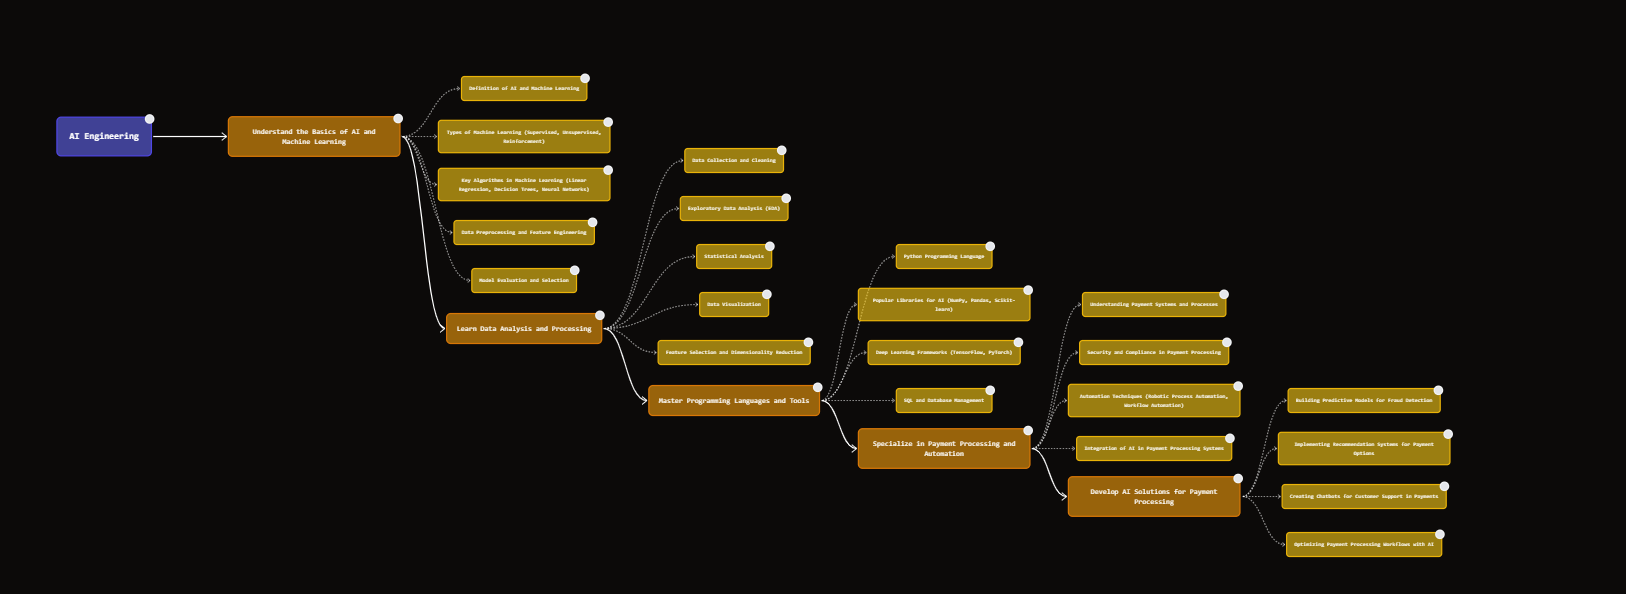 AI Engineering
Understand the Basics of AI and
Machine Learning
Definition of AI and Machine Learning
Types of Machine Learning (Supervised, Unsupervised,
Reinforcement)
Key Algorithms in Machine Learning (Linear
Regression, Decision Trees, Neural Networks)
Data Preprocessing and Feature Engineering
Model Evaluation and Selection
Learn Data Analysis and Processing
Data Collection and Cleaning
Exploratory Data Analysis (EDA)
Statistical Analysis
Data Visualization
Feature Selection and Dimensionality Reduction
Master Programming Languages and Tools
Python Programming Language
Popular Libraries for AI (NumPy, Pandas, Scikit-
learn)
Deep Learning Frameworks (TensorFlow, PyTorch)
SQL and Database Management
Specialize in Payment Processing and
Automation
Understanding Payment Systems and Processes
Security and Compliance in Payment Processing
Automation Techniques (Robotic Process Automation,
Workflow Automation)
Integration of AI in Payment Processing Systems
Develop AI Solutions for Payment
Processing
Building Predictive Models for Fraud Detection
Implementing Recommendation Systems for Payment
Options
Creating Chatbots for Customer Support in Payments
Optimizing Payment Processing Workflows with AI